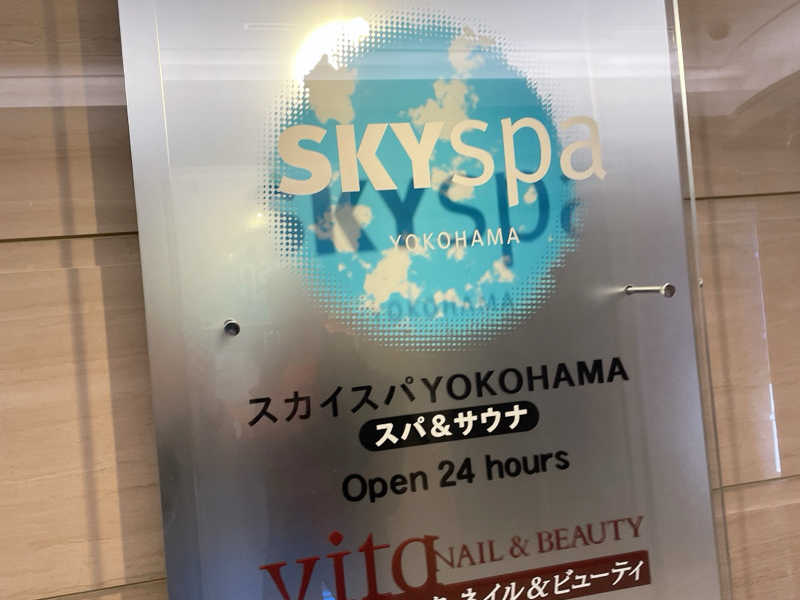 SKYspa
YOKOHAMA
スカイスパYOKOHAMA
スパ&サウナ
Open 24 hours
vita NAIL & BEAUTY
ネイル&ビューティ